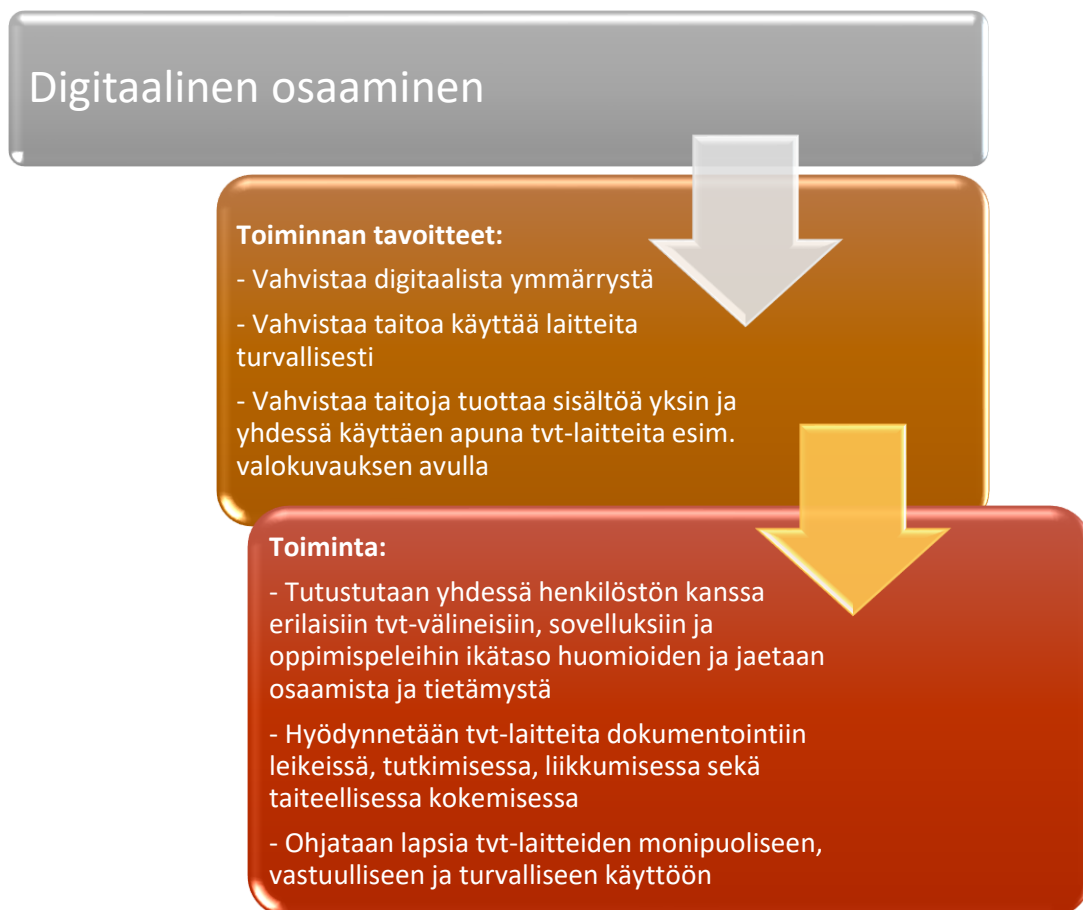 Digitaalinen osaaminen
Toiminnan tavoitteet:
- Vahvistaa digitaalista ymmärrystä
- Vahvistaa taitoa käyttää laitteita
turvallisesti
- Vahvistaa taitoja tuottaa sisältöä yksin ja
yhdessä käyttäen apuna tvt-laitteita esim.
valokuvauksen avulla
Toiminta:
- Tutustutaan yhdessä henkilöstön kanssa
erilaisiin tvt-välineisiin, sovelluksiin ja
oppimispeleihin ikätaso huomioiden ja jaetaan
osaamista ja tietämystä
- Hyödynnetään tvt-laitteita dokumentointiin
leikeissä, tutkimisessa, liikkumisessa sekä
taiteellisessa kokemisessa
- Ohjataan lapsia tvt-laitteiden monipuoliseen,
vastuulliseen ja turvalliseen käyttöön